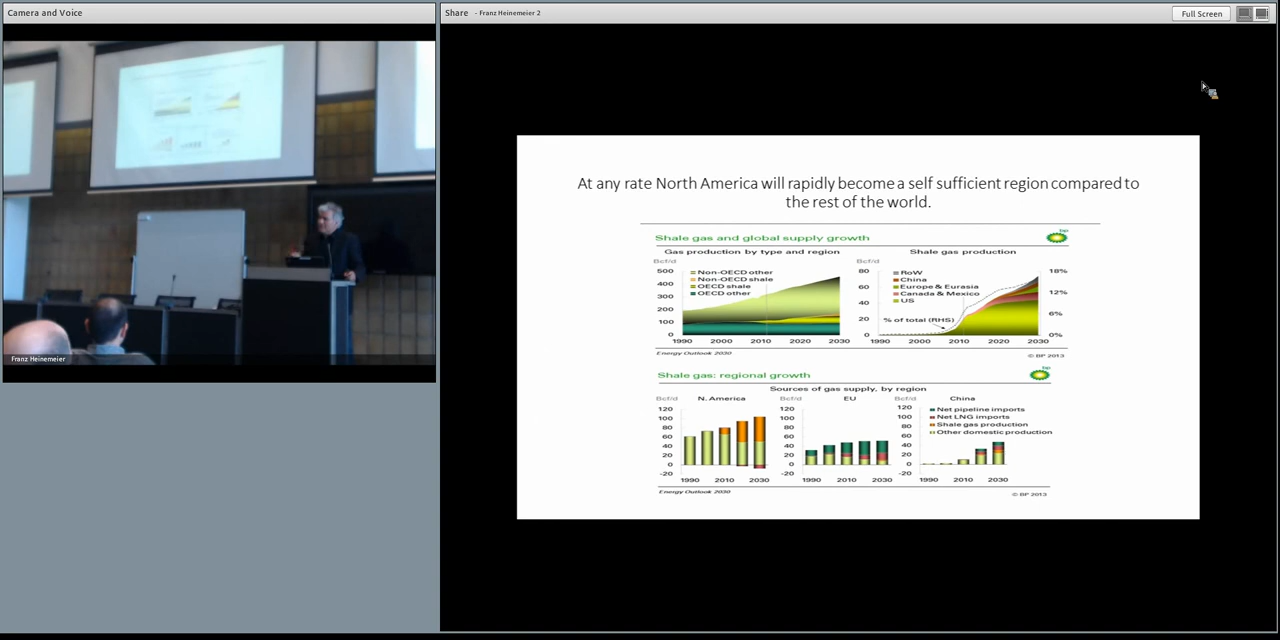 Camera and Voice
Share - Franz Heinemeier 2
Full Screen
Franz Heinemeier
At any rate North America will rapidly become a self sufficient region compared to
the rest of the world.
Shale gas and global supply growth
bp
Gas production by type and region
Bcf/d
500
400
300
200
100
0
Non-OECD other
Non-OECD shale
OECD shale
OECD other
1990 2000 2010 2020 2030
Shale gas production
Bcf/d
80
60
40
20
0
RoW
China
Europe & Eurasia
Canada & Mexico
US
% of total (RHS)
18%
12%
6%
0%
1990 2000 2010 2020 2030
Energy Outlook 2030
© BP 2013
Shale gas: regional growth
bp
Sources of gas supply, by region
Bcf/d N. America
120
100
80
60
40
20
0
-20
1990 2010 2030
Bcf/d EU
120
100
80
60
40
20
0
-20
1990 2010 2030
Bcf/d China
120
100
80
60
40
20
0
-20
Net pipeline imports
Net LNG imports
Shale gas production
Other domestic production
1990 2010 2030
Energy Outlook 2030
© BP 2013